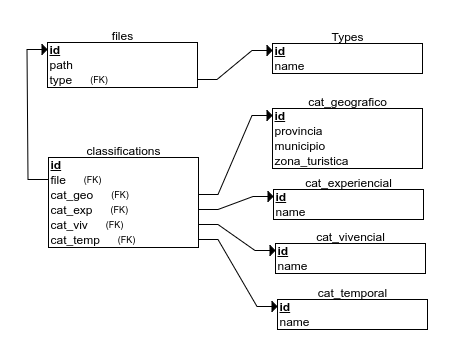 files
id
path
type (FK)
Types
id
name
cat_geografico
id
provincia
municipio
zona_turistica
classifications
id
file (FK)
cat_geo (FK)
cat_exp (FK)
cat_viv (FK)
cat_temp (FK)
cat_experiencial
id
name
cat_vivencial
id
name
cat_temporal
id
name